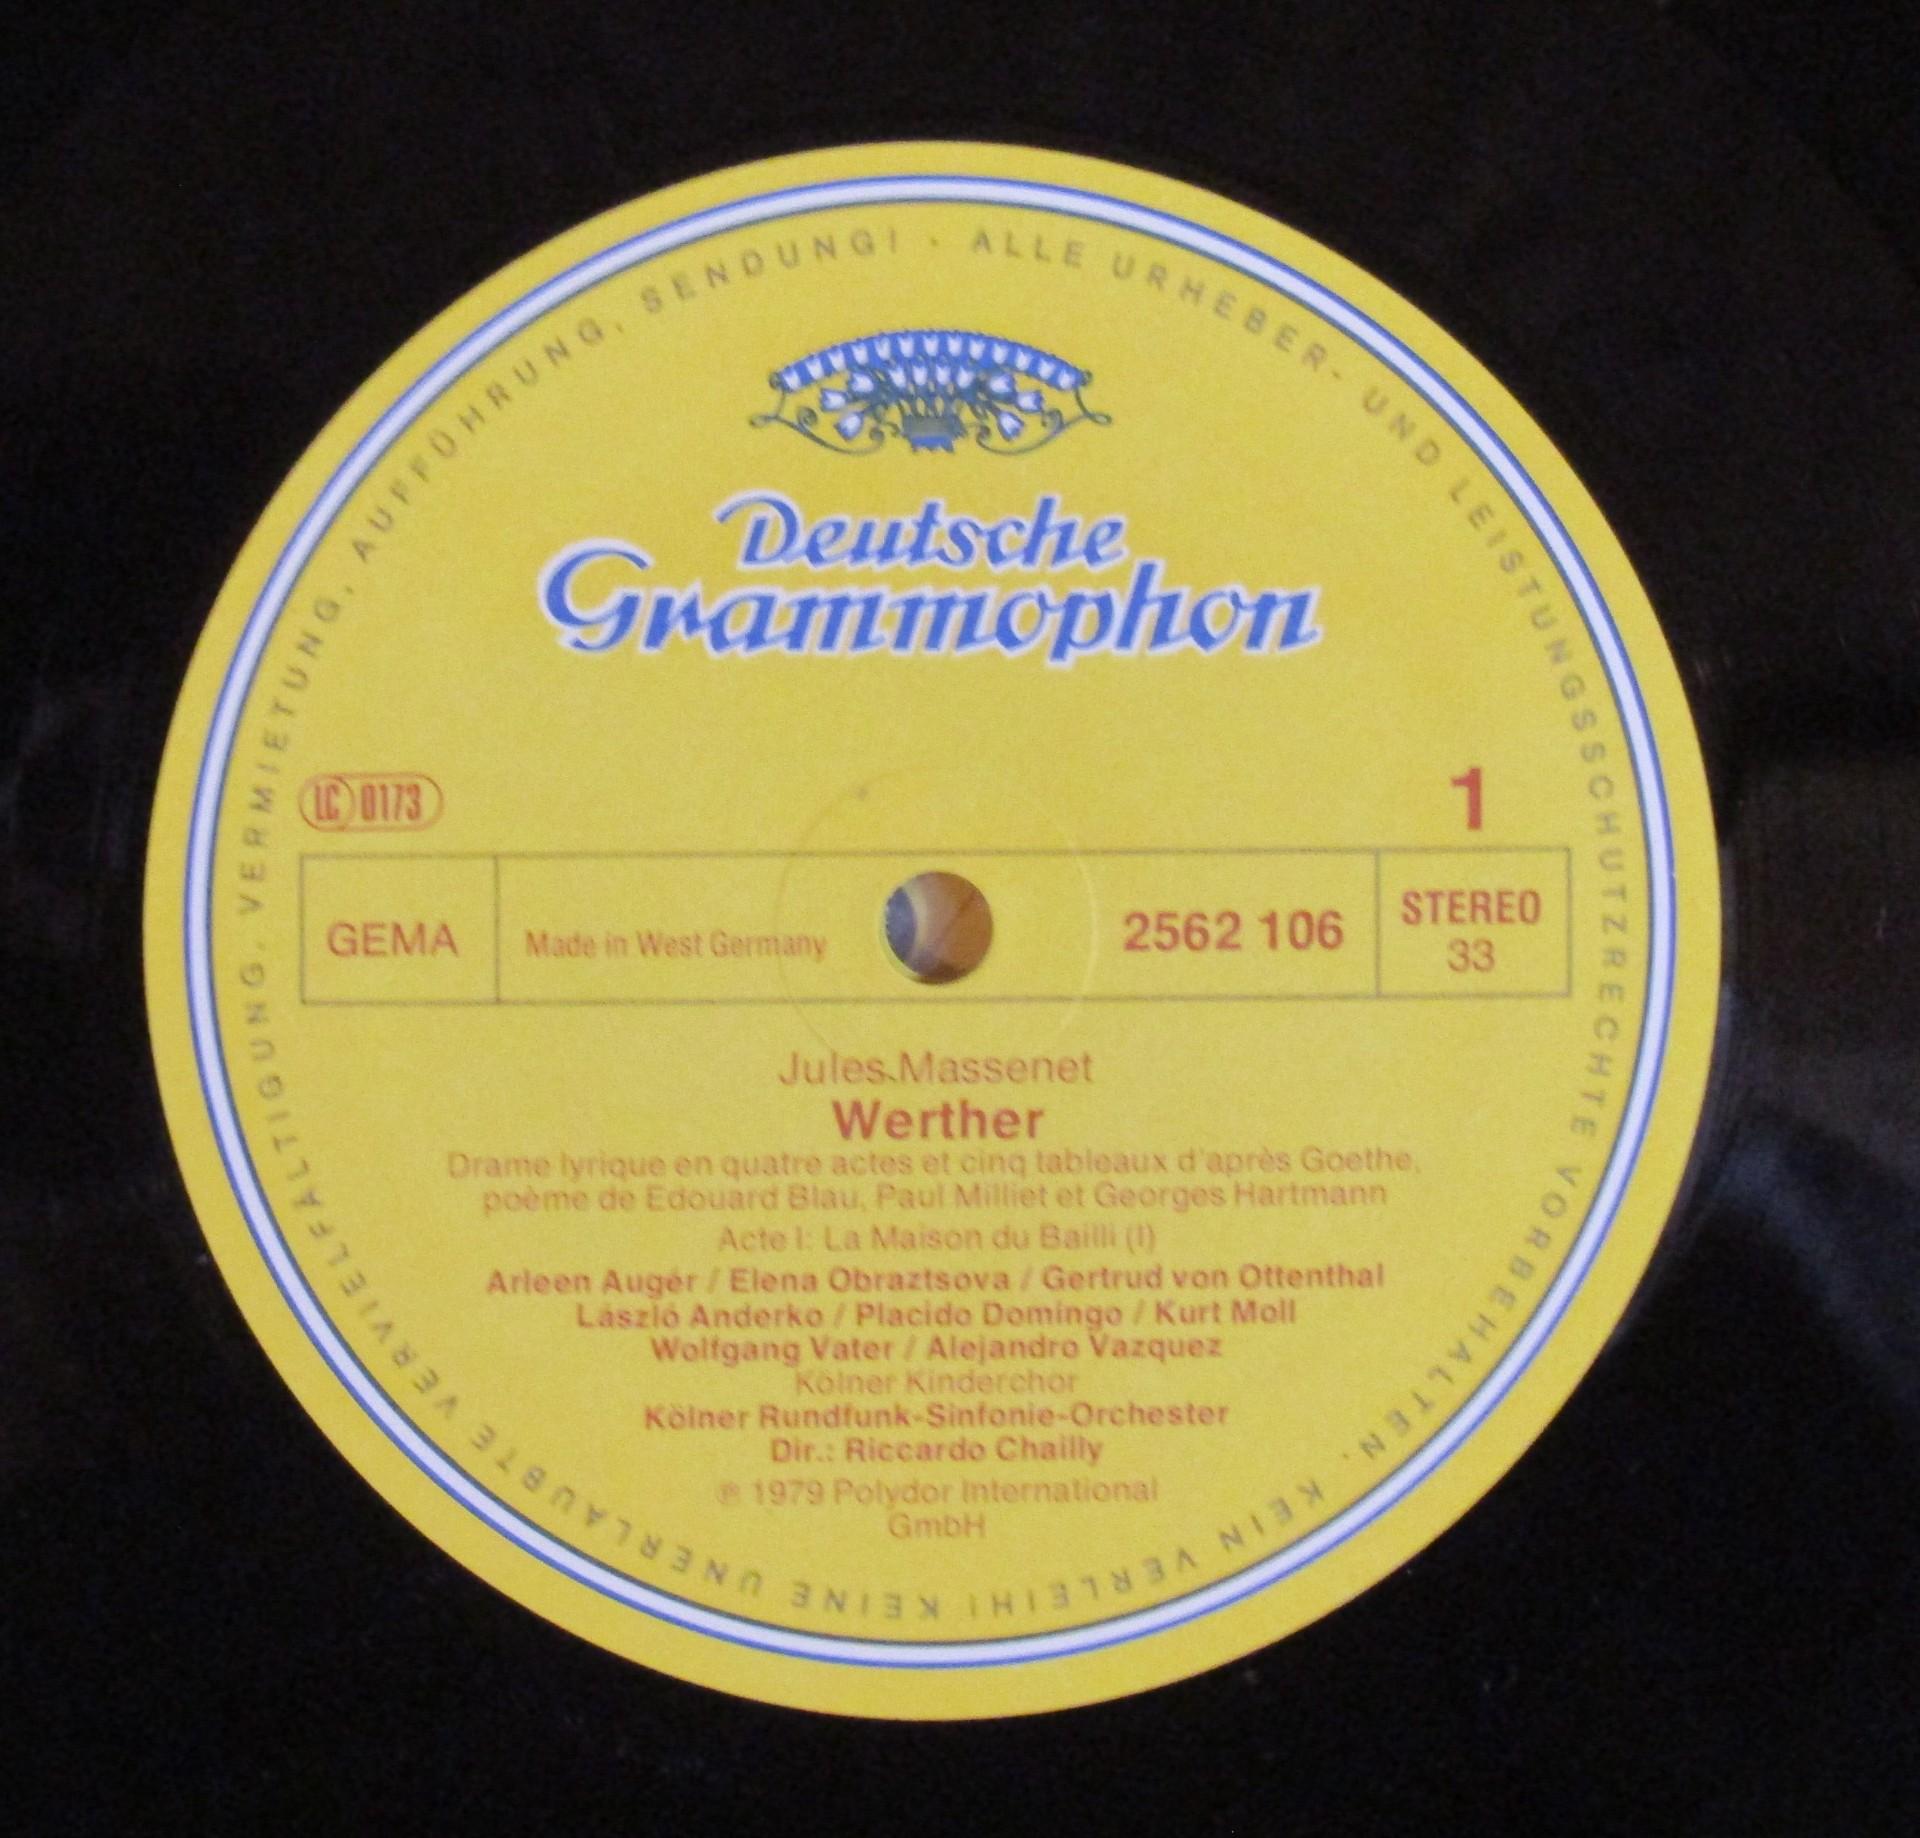 ALLE URHEBER- UND LEISTUNGSSCHUTZRECHTE VORBEHALTEN. KEIN VERLEIH! KEINE UNERLAUBTE VERVIELFÄLTIGUNG, VERMIETUNG, AUFFÜHRUNG, SENDUNG! ·
Deutsche
Grammophon
LC 0173
1
GEMA
Made in West Germany
2562 106
STEREO
33
Jules Massenet
Werther
Drame lyrique en quatre actes et cinq tableaux d'après Goethe,
poème de Edouard Blau, Paul Milliet et Georges Hartmann
Acte I: La Maison du Bailli (I)
Arleen Augér / Elena Obraztsova / Gertrud von Ottenthal
László Anderko / Placido Domingo / Kurt Moll
Wolfgang Vater / Alejandro Vazquez
Kölner Kinderchor
Kölner Rundfunk-Sinfonie-Orchester
Dir.: Riccardo Chailly
℗ 1979 Polydor International
GmbH